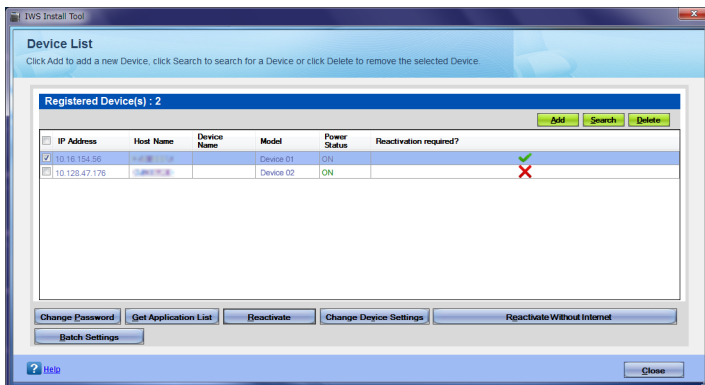 IWS Install Tool
Device List
Click Add to add a new Device, click Search to search for a Device or click Delete to remove the selected Device.
Registered Device(s) : 2
Add Search Delete
IP Address Host Name Device Name Model Power Status Reactivation required?
10.16.154.56 Device 01 ON
10.128.47.176 Device 02 ON
Change Password Get Application List Reactivate Change Device Settings Reactivate Without Internet
Batch Settings
Help Close